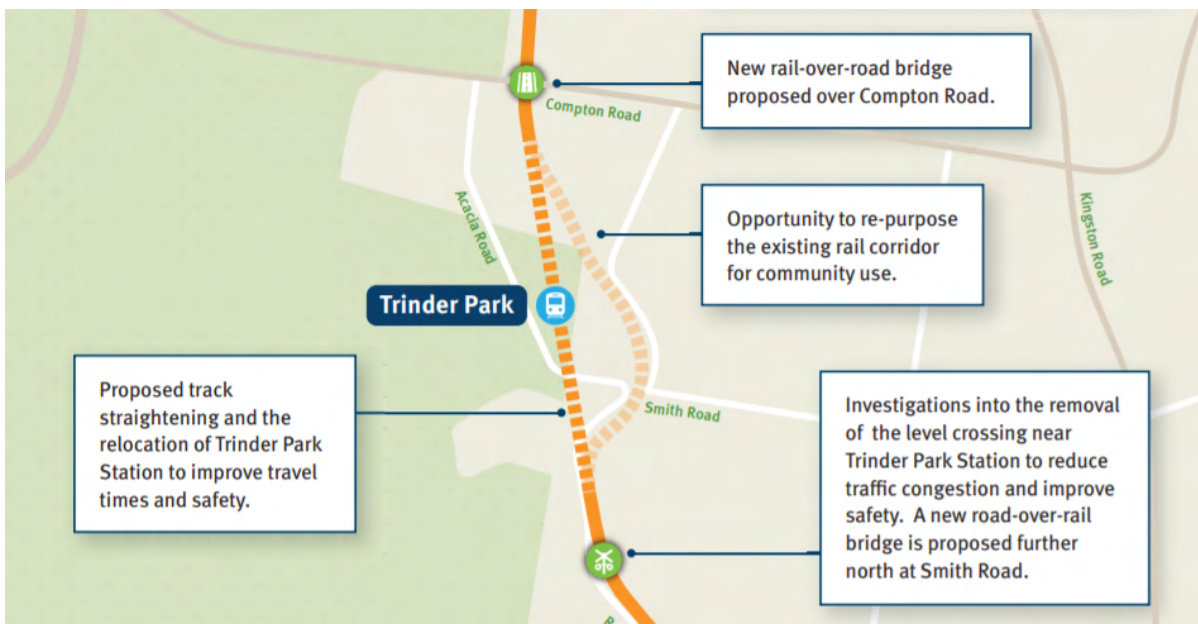 New rail-over-road bridge
proposed over Compton Road.
Compton Road
Acacia Road
Opportunity to re-purpose
the existing rail corridor
for community use.
Kingston Road
Trinder Park
Proposed track
straightening and the
relocation of Trinder Park
Station to improve travel
times and safety.
Smith Road
Investigations into the removal
of the level crossing near
Trinder Park Station to reduce
traffic congestion and improve
safety. A new road-over-rail
bridge is proposed further
north at Smith Road.